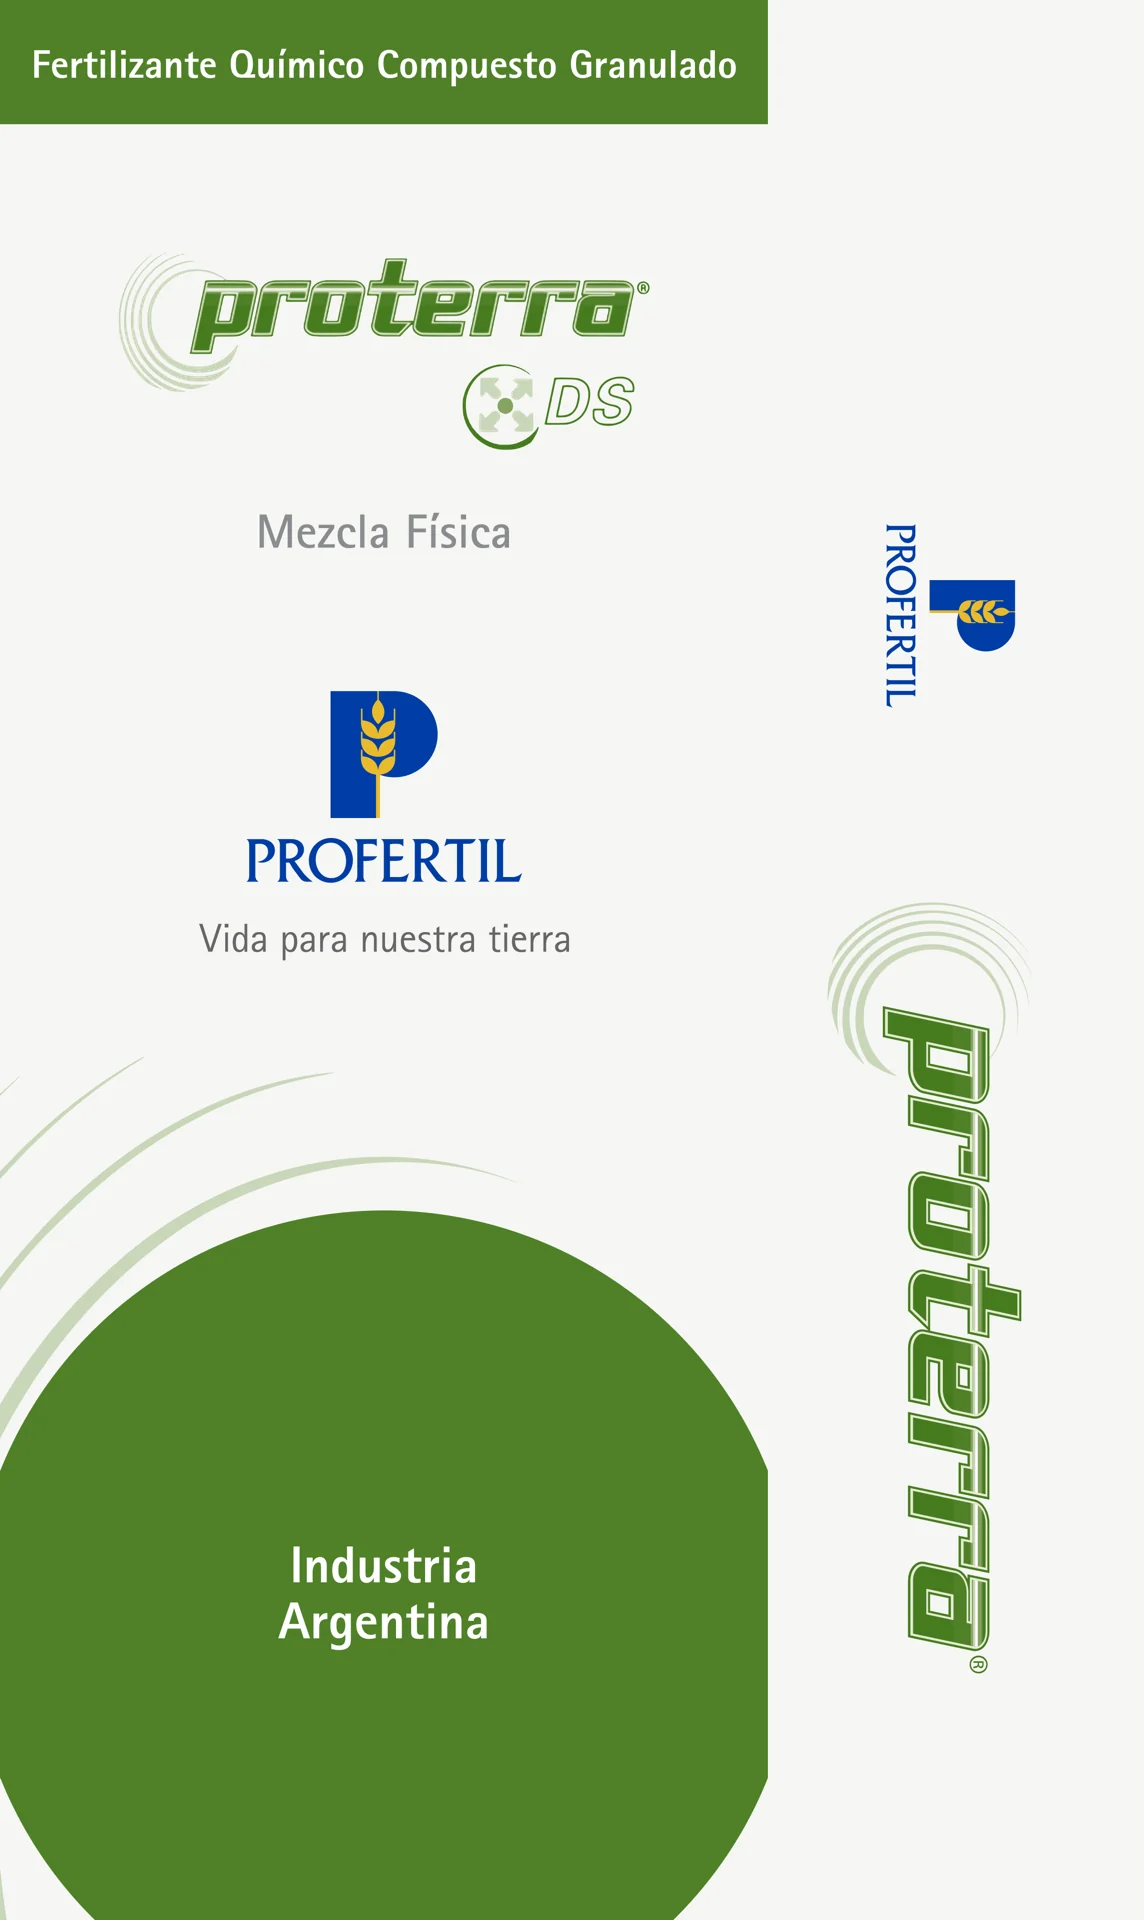 Fertilizante Químico Compuesto Granulado
proterra®
DS
Mezcla Física
PROFERTIL
Vida para nuestra tierra
Industria
Argentina
PROFERTIL
proterra®